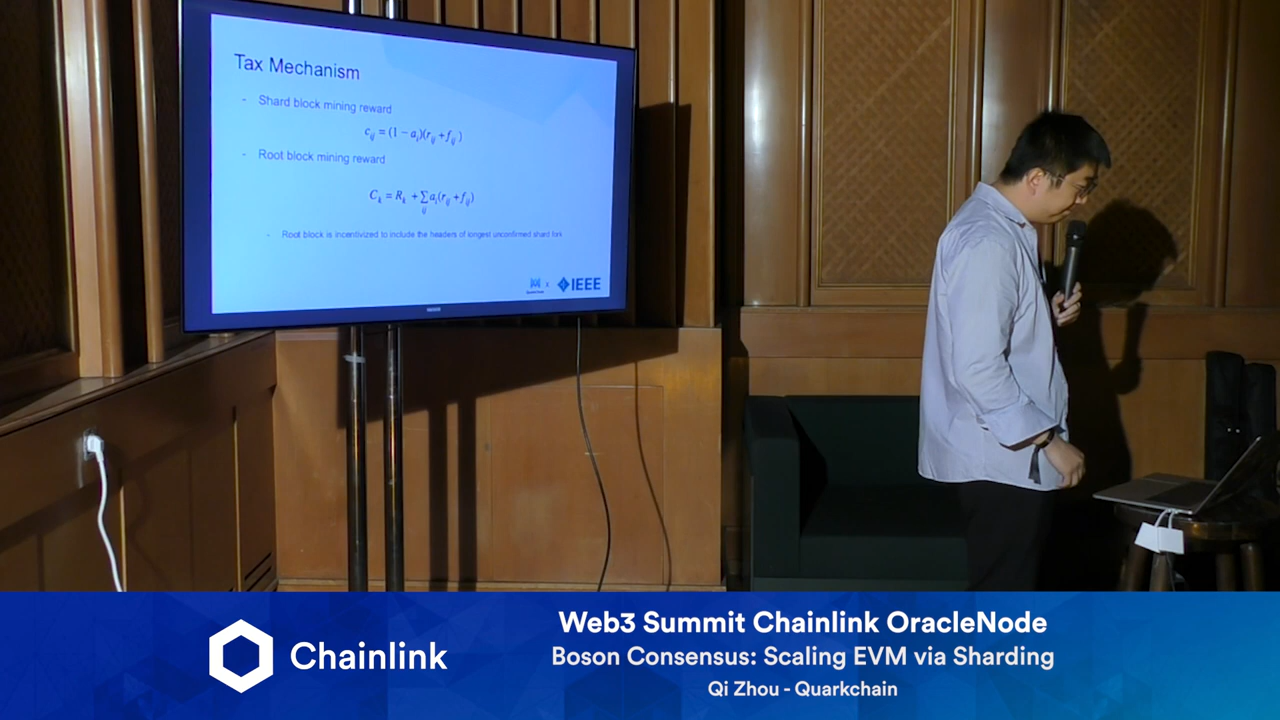 Tax Mechanism
- Shard block mining reward
c_ij = (1 − a_i)(r_ij + f_ij)
- Root block mining reward
C_k = R_k + ∑_ij a_i(r_ij + f_ij)
- Root block is incentivized to include the headers of longest unconfirmed shard fork
x IEEE
Chainlink
Web3 Summit Chainlink OracleNode
Boson Consensus: Scaling EVM via Sharding
Qi Zhou - Quarkchain